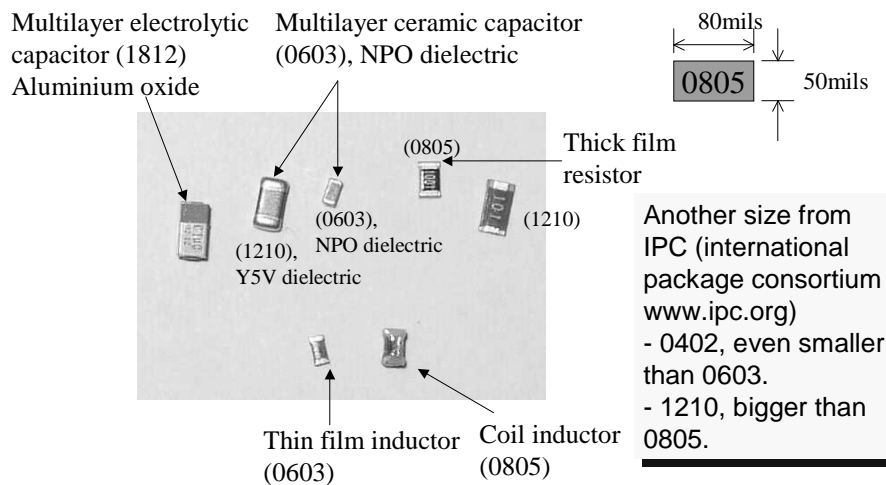 Multilayer electrolytic
capacitor (1812)
Aluminium oxide
Multilayer ceramic capacitor
(0603), NPO dielectric
80mils
0805
50mils
(0805)
Thick film
resistor
(0603),
NPO dielectric
(1210)
(1210),
Y5V dielectric
101
Another size from
IPC (international
package consortium
www.ipc.org)
- 0402, even smaller
than 0603.
- 1210, bigger than
0805.
Thin film inductor
(0603)
Coil inductor
(0805)